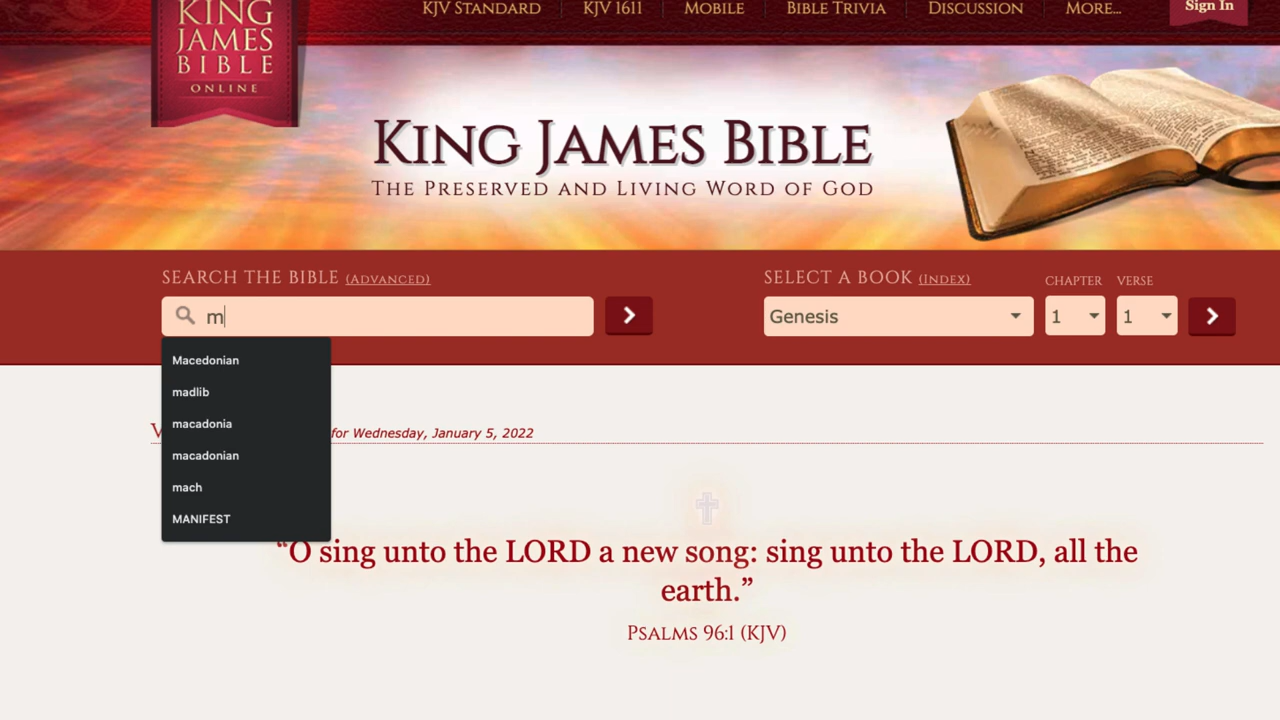 KING
JAMES
BIBLE
ONLINE
KJV STANDARD KJV 1611 MOBILE BIBLE TRIVIA DISCUSSION MORE... Sign In
KING JAMES BIBLE
THE PRESERVED AND LIVING WORD OF GOD
SEARCH THE BIBLE (ADVANCED) SELECT A BOOK (INDEX) CHAPTER VERSE
m Genesis 1 1
Macedonian
madlib
macadonia
macadonian
mach
MANIFEST
for Wednesday, January 5, 2022
“O sing unto the LORD a new song: sing unto the LORD, all the
earth.”
PSALMS 96:1 (KJV)